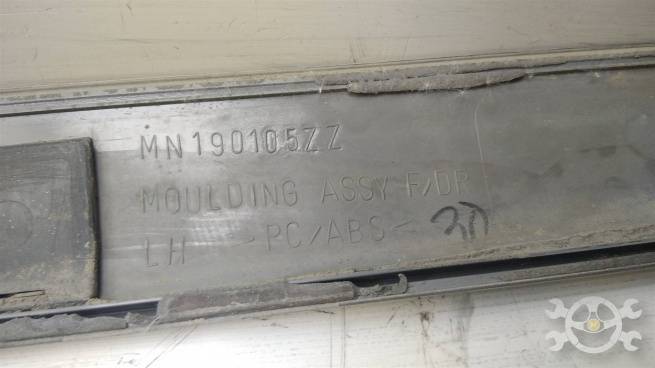 MN190105ZZ
MOULDING ASSY F/DR
LH >PC/ABS<